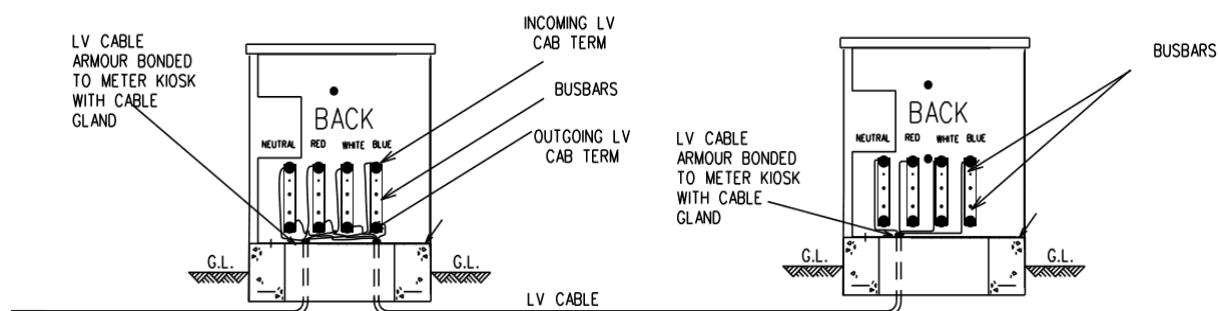 INCOMING LV
CAB TERM
LV CABLE
ARMOUR BONDED
TO METER KIOSK
WITH CABLE
GLAND
BUSBARS
BACK
NEUTRAL RED WHITE BLUE
OUTGOING LV
CAB TERM
G.L. G.L.
LV CABLE
BUSBARS
BACK
NEUTRAL RED WHITE BLUE
LV CABLE
ARMOUR BONDED
TO METER KIOSK
WITH CABLE
GLAND
G.L. G.L.